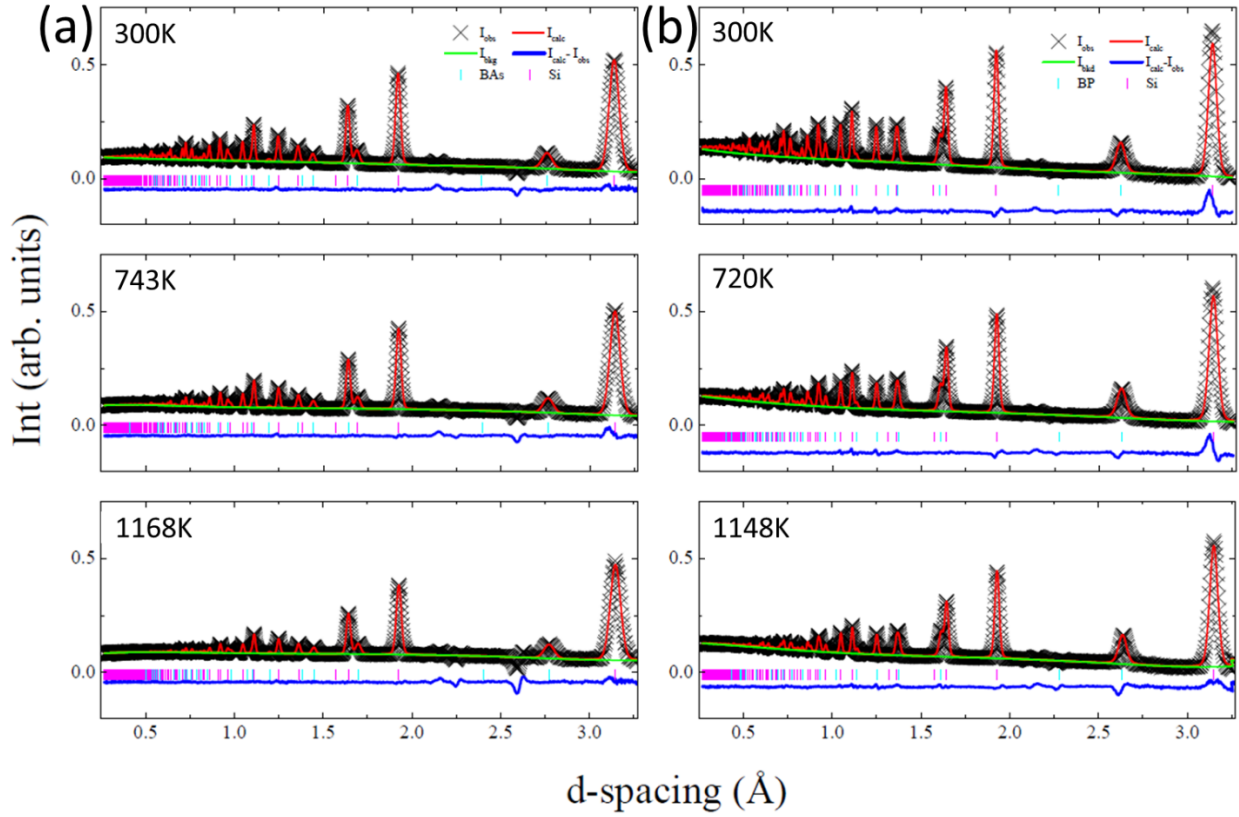 (a) 300K
I_obs I_calc
I_bkg I_calc - I_obs
BAs Si
0.5
0.0
743K
0.5
0.0
1168K
0.5
0.0
0.5 1.0 1.5 2.0 2.5 3.0
(b) 300K
I_obs I_calc
I_bkd I_calc-I_obs
BP Si
0.5
0.0
720K
0.5
0.0
1148K
0.5
0.0
0.5 1.0 1.5 2.0 2.5 3.0
Int (arb. units)
d-spacing (Å)